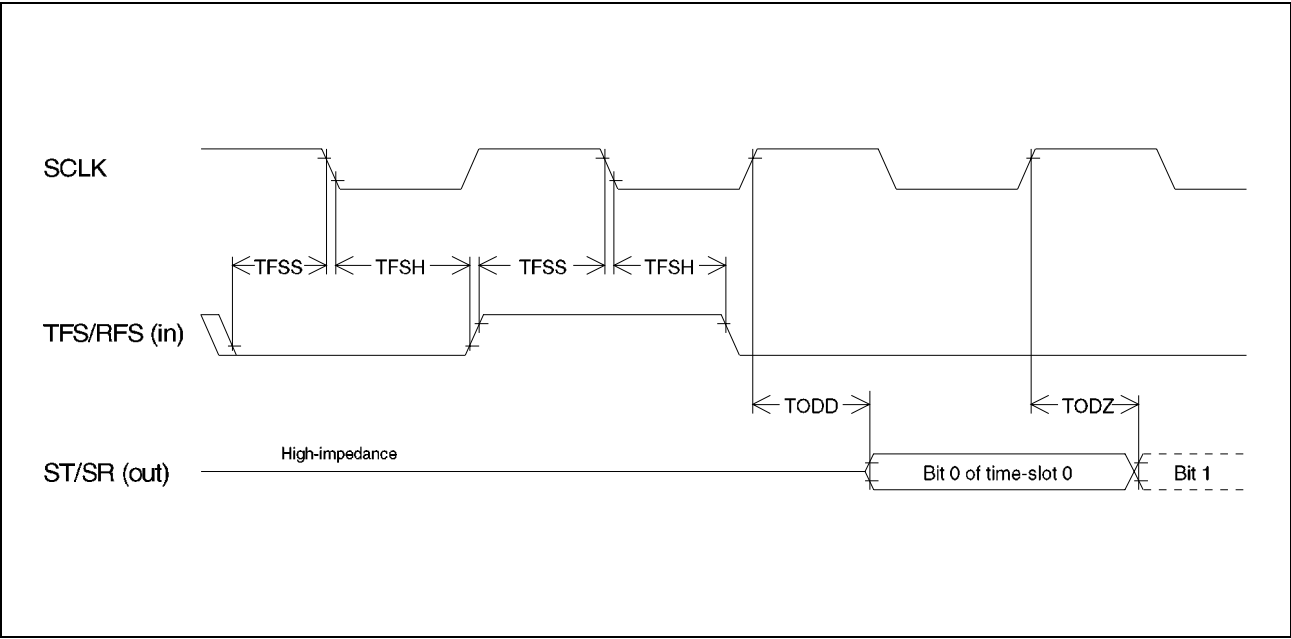 SCLK
TFSS
TFSH
TFSS
TFSH
TFS/RFS (in)
TODD
TODZ
High-impedance
ST/SR (out)
Bit 0 of time-slot 0
Bit 1